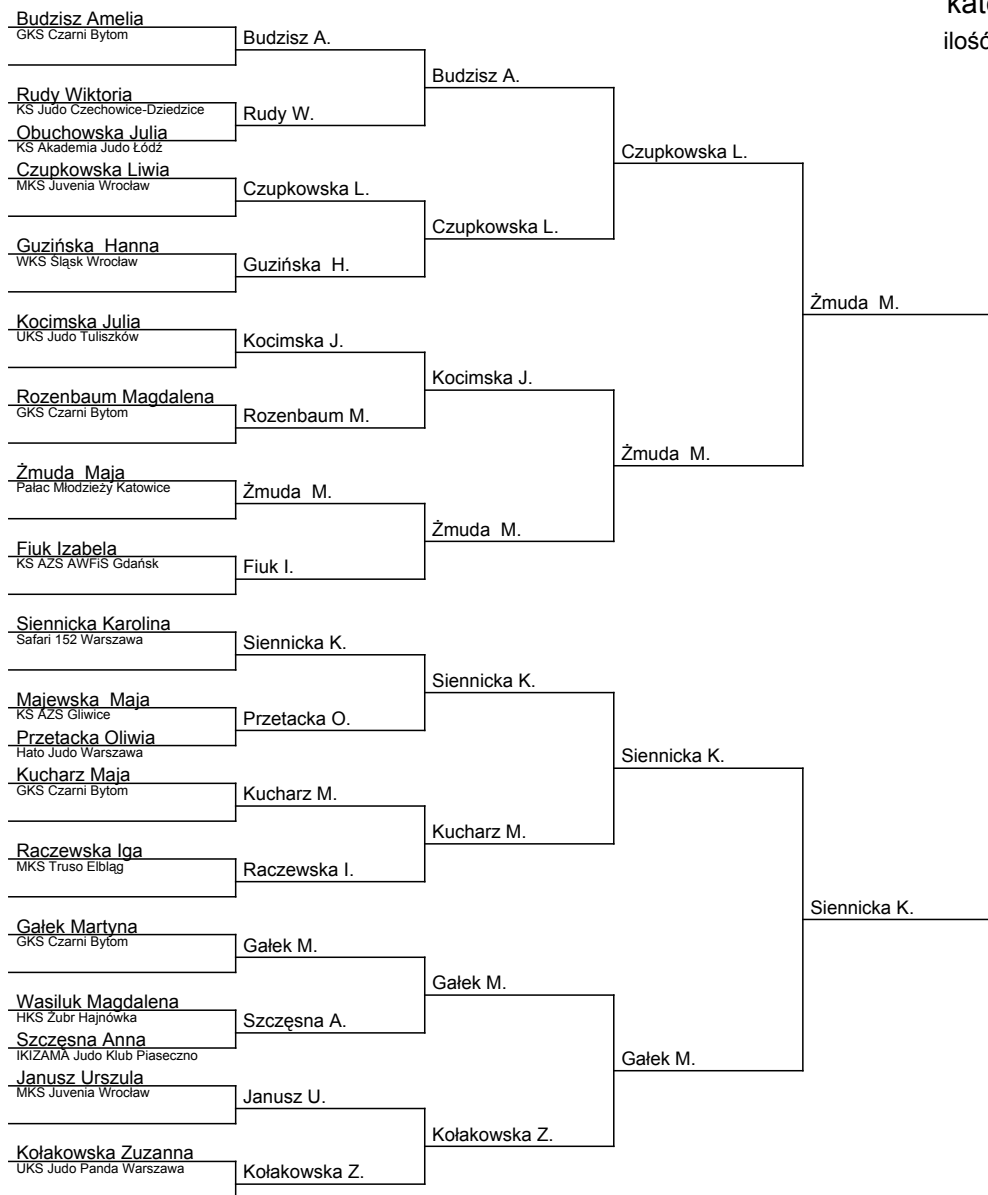 kat
ilość
Budzisz Amelia
GKS Czarni Bytom
Rudy Wiktoria
KS Judo Czechowice-Dziedzice
Obuchowska Julia
KS Akademia Judo Łódź
Czupkowska Liwia
MKS Juvenia Wrocław
Guzińska Hanna
WKS Śląsk Wrocław
Kocimska Julia
UKS Judo Tuliszków
Rozenbaum Magdalena
GKS Czarni Bytom
Żmuda Maja
Pałac Młodzieży Katowice
Fiuk Izabela
KS AZS AWFiS Gdańsk
Siennicka Karolina
Safari 152 Warszawa
Majewska Maja
KS AZS Gliwice
Przetacka Oliwia
Hato Judo Warszawa
Kucharz Maja
GKS Czarni Bytom
Raczewska Iga
MKS Truso Elbląg
Gałek Martyna
GKS Czarni Bytom
Wasiluk Magdalena
HKS Żubr Hajnówka
Szczęsna Anna
IKIZAMA Judo Klub Piaseczno
Janusz Urszula
MKS Juvenia Wrocław
Kołakowska Zuzanna
UKS Judo Panda Warszawa
Budzisz A.
Rudy W.
Czupkowska L.
Guzińska H.
Kocimska J.
Rozenbaum M.
Żmuda M.
Fiuk I.
Siennicka K.
Przetacka O.
Kucharz M.
Raczewska I.
Gałek M.
Szczęsna A.
Janusz U.
Kołakowska Z.
Budzisz A.
Czupkowska L.
Kocimska J.
Żmuda M.
Siennicka K.
Kucharz M.
Gałek M.
Kołakowska Z.
Czupkowska L.
Żmuda M.
Siennicka K.
Gałek M.
Żmuda M.
Siennicka K.